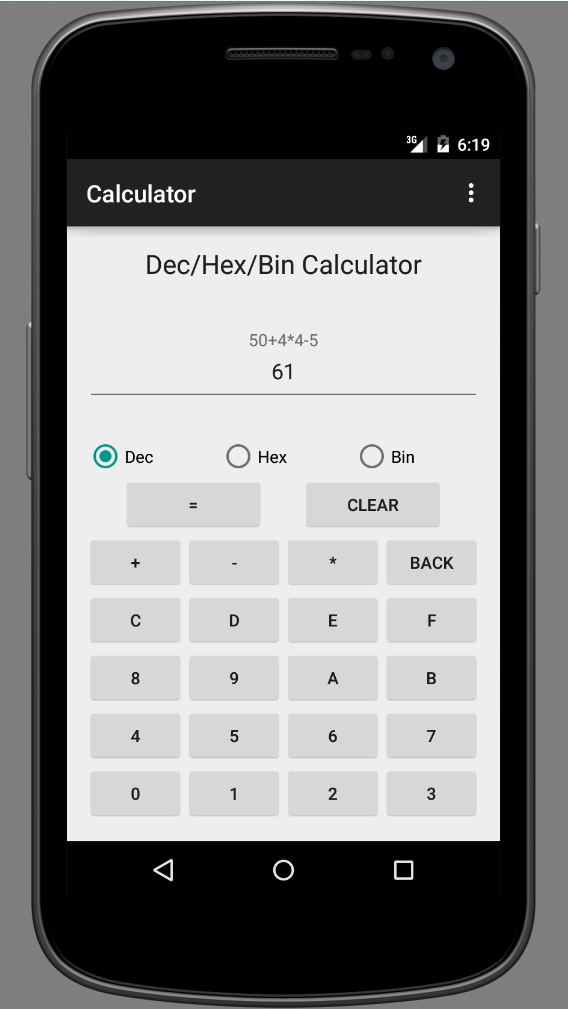 3G 6:19
Calculator
Dec/Hex/Bin Calculator
50+4*4-5
61
Dec Hex Bin
= CLEAR
+ - * BACK
C D E F
8 9 A B
4 5 6 7
0 1 2 3